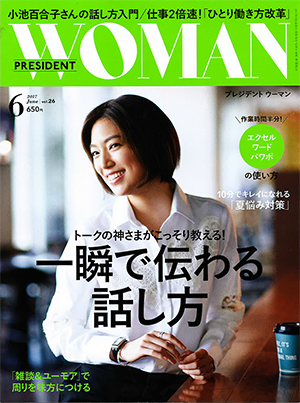 小池百合子さんの話し方入門／仕事2倍速！「ひとり働き方改革」
PRESIDENT
WOMAN
プレジデント ウーマン
6
2017
June
vol.26
650円
作業時間半分！
エクセル
ワード
パワポ
の使い方
10分でキレイになれる
「夏悩み対策」
トークの神さまがこっそり教える！
一瞬で伝わる
話し方
「雑談&ユーモア」で
周りを味方につける